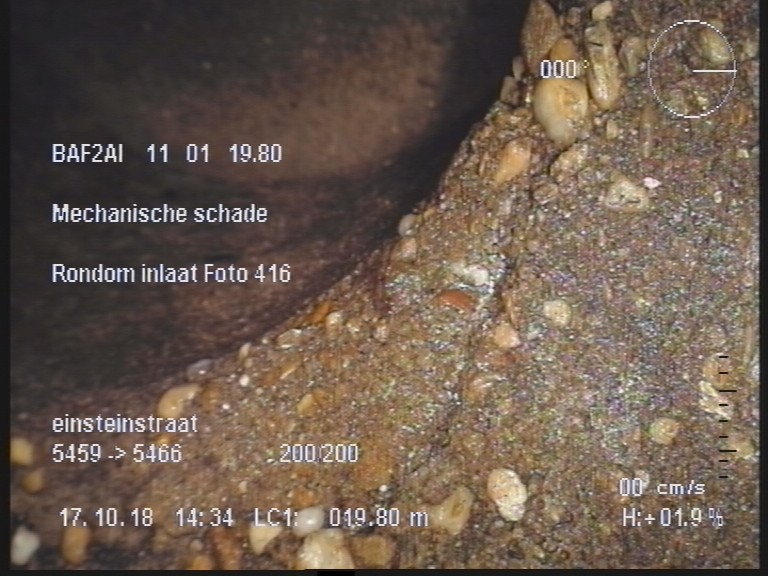 000°
BAF2AI 11 01 19.80
Mechanische schade
Rondom inlaat Foto 416
einsteinstraat
5459 -> 5466 200/200
00 cm/s
17.10.18 14:34 LC1: 019.80 m H:+01.9 %